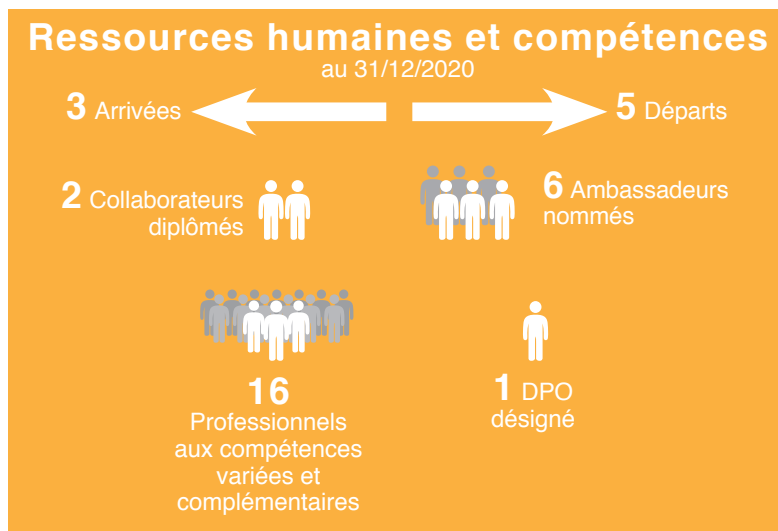 Ressources humaines et compétences
au 31/12/2020
3 Arrivées
5 Départs
2 Collaborateurs
diplômés
6 Ambassadeurs
nommés
16
Professionnels
aux compétences
variées et
complémentaires
1 DPO
désigné